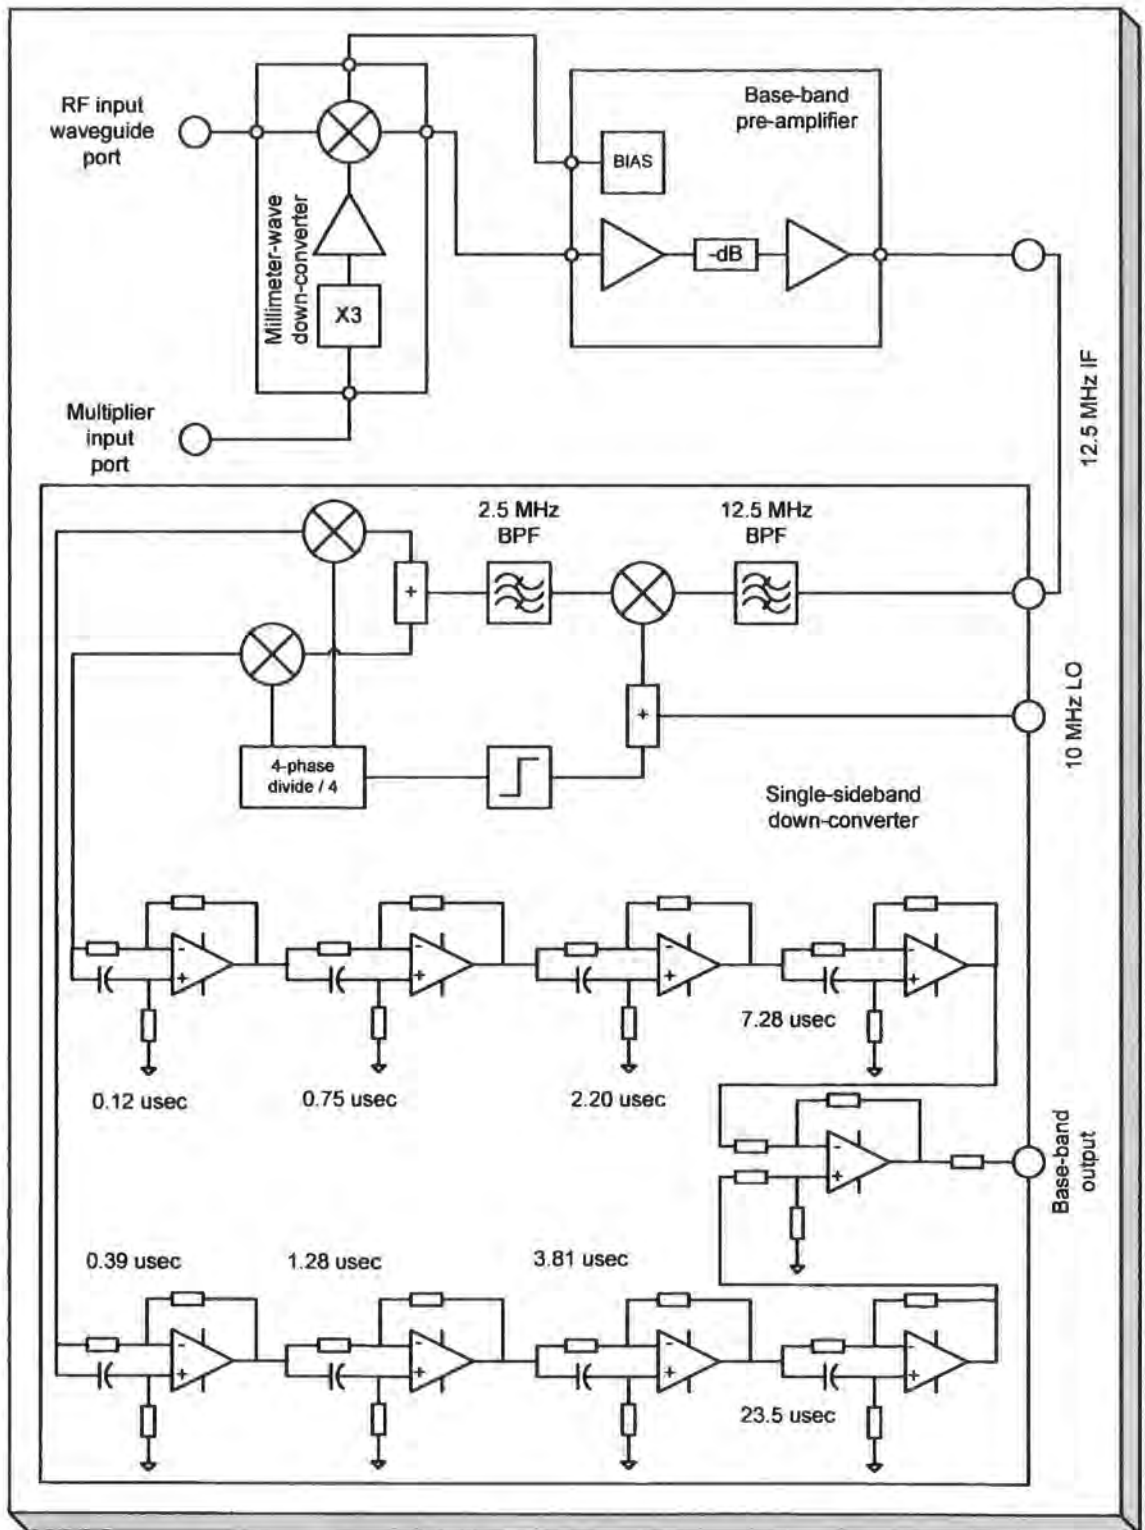 RF input
waveguide
port
Millimeter-wave
down-converter
X3
Base-band
pre-amplifier
BIAS
-dB
Multiplier
input
port
12.5 MHz IF
2.5 MHz
BPF
12.5 MHz
BPF
+
+
10 MHz LO
4-phase
divide / 4
Single-sideband
down-converter
-
+
-
+
-
+
-
+
0.12 usec
0.75 usec
2.20 usec
7.28 usec
-
+
Base-band
output
0.39 usec
1.28 usec
3.81 usec
-
+
-
+
-
+
-
+
23.5 usec